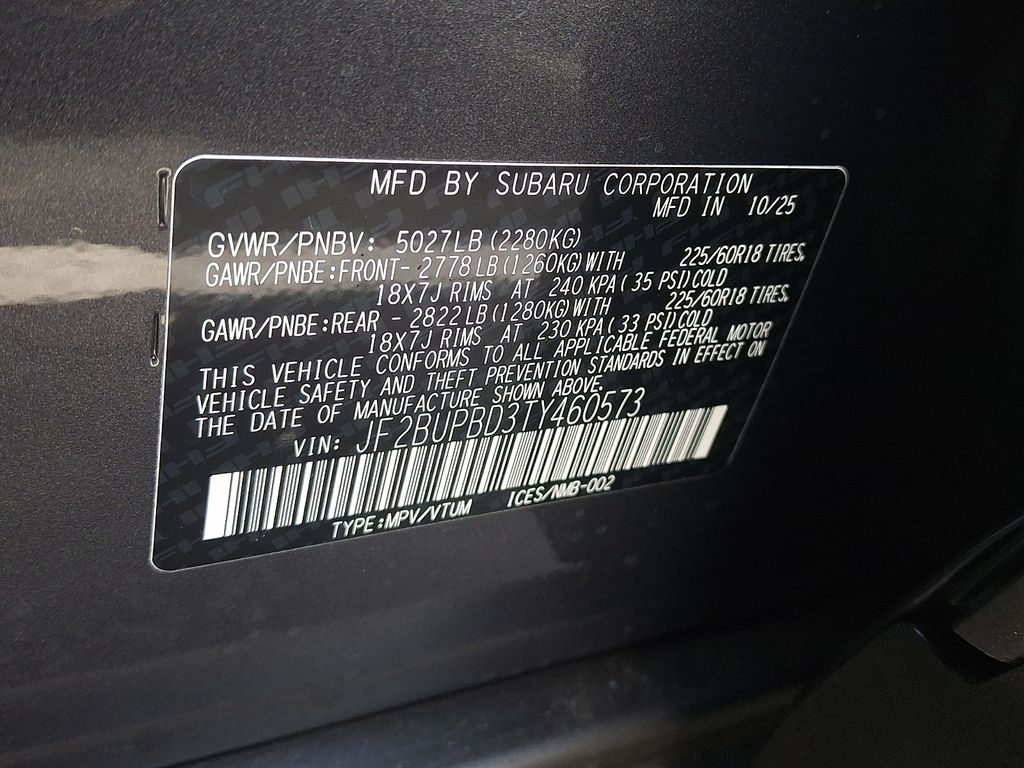 MFD BY SUBARU CORPORATION
MFD IN 10/25
GVWR/PNBV: 5027LB (2280KG)
GAWR/PNBE:FRONT- 2778LB(1260KG)WITH 225/60R18 TIRES,
18X7J RIMS AT 240 KPA(35 PSI)COLD
GAWR/PNBE:REAR - 2822LB(1280KG)WITH 225/60R18 TIRES,
18X7J RIMS AT 230 KPA(33 PSI)COLD
THIS VEHICLE CONFORMS TO ALL APPLICABLE FEDERAL MOTOR
VEHICLE SAFETY AND THEFT PREVENTION STANDARDS IN EFFECT ON
THE DATE OF MANUFACTURE SHOWN ABOVE.
VIN: JF2BUPBD3TY460573
TYPE:MPV/VTUM ICES/NMB-002